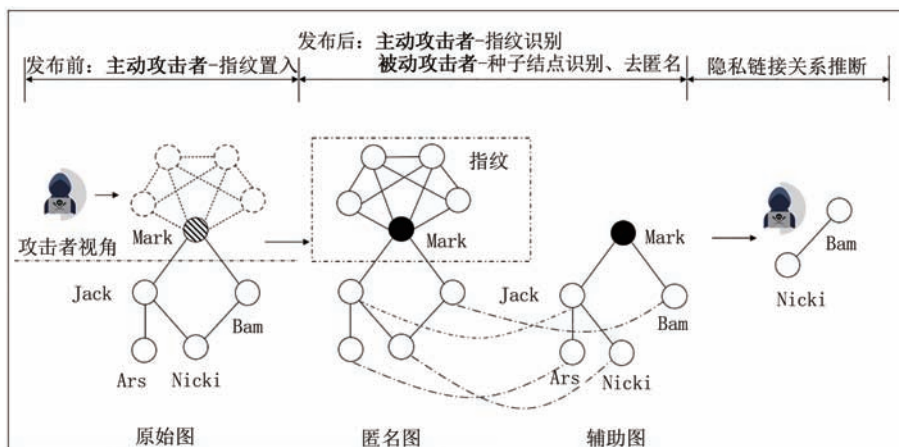 发布后：主动攻击者-指纹识别
发布前：主动攻击者-指纹置入
被动攻击者-种子结点识别、去匿名
隐私链接关系推断
指纹
Mark
Mark
Mark
攻击者视角
Bam
Nicki
Jack
Bam
Jack
Bam
Ars
Nicki
Ars
Nicki
原始图
匿名图
辅助图